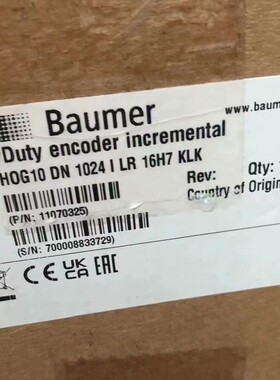 Baumer
www.baume
Duty encoder incremental
HOG10 DN 1024 I LR 16H7 KLK
Rev: Qty:
(P/N: 11070325) Country of Origin
(S/N: 700008833729)
CE UK CA EAC